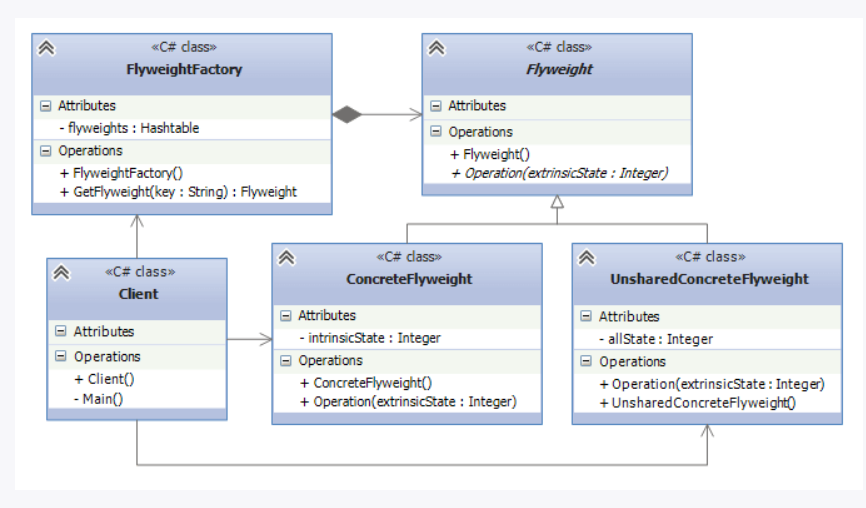 «C# class»
FlyweightFactory
Attributes
- flyweights : Hashtable
Operations
+ FlyweightFactory()
+ GetFlyweight(key : String) : Flyweight
«C# class»
Flyweight
Attributes
Operations
+ Flyweight()
+ Operation(extrinsicState : Integer)
«C# class»
Client
Attributes
Operations
+ Client()
- Main()
«C# class»
ConcreteFlyweight
Attributes
- intrinsicState : Integer
Operations
+ ConcreteFlyweight()
+ Operation(extrinsicState : Integer)
«C# class»
UnsharedConcreteFlyweight
Attributes
- allState : Integer
Operations
+ Operation(extrinsicState : Integer)
+ UnsharedConcreteFlyweight()